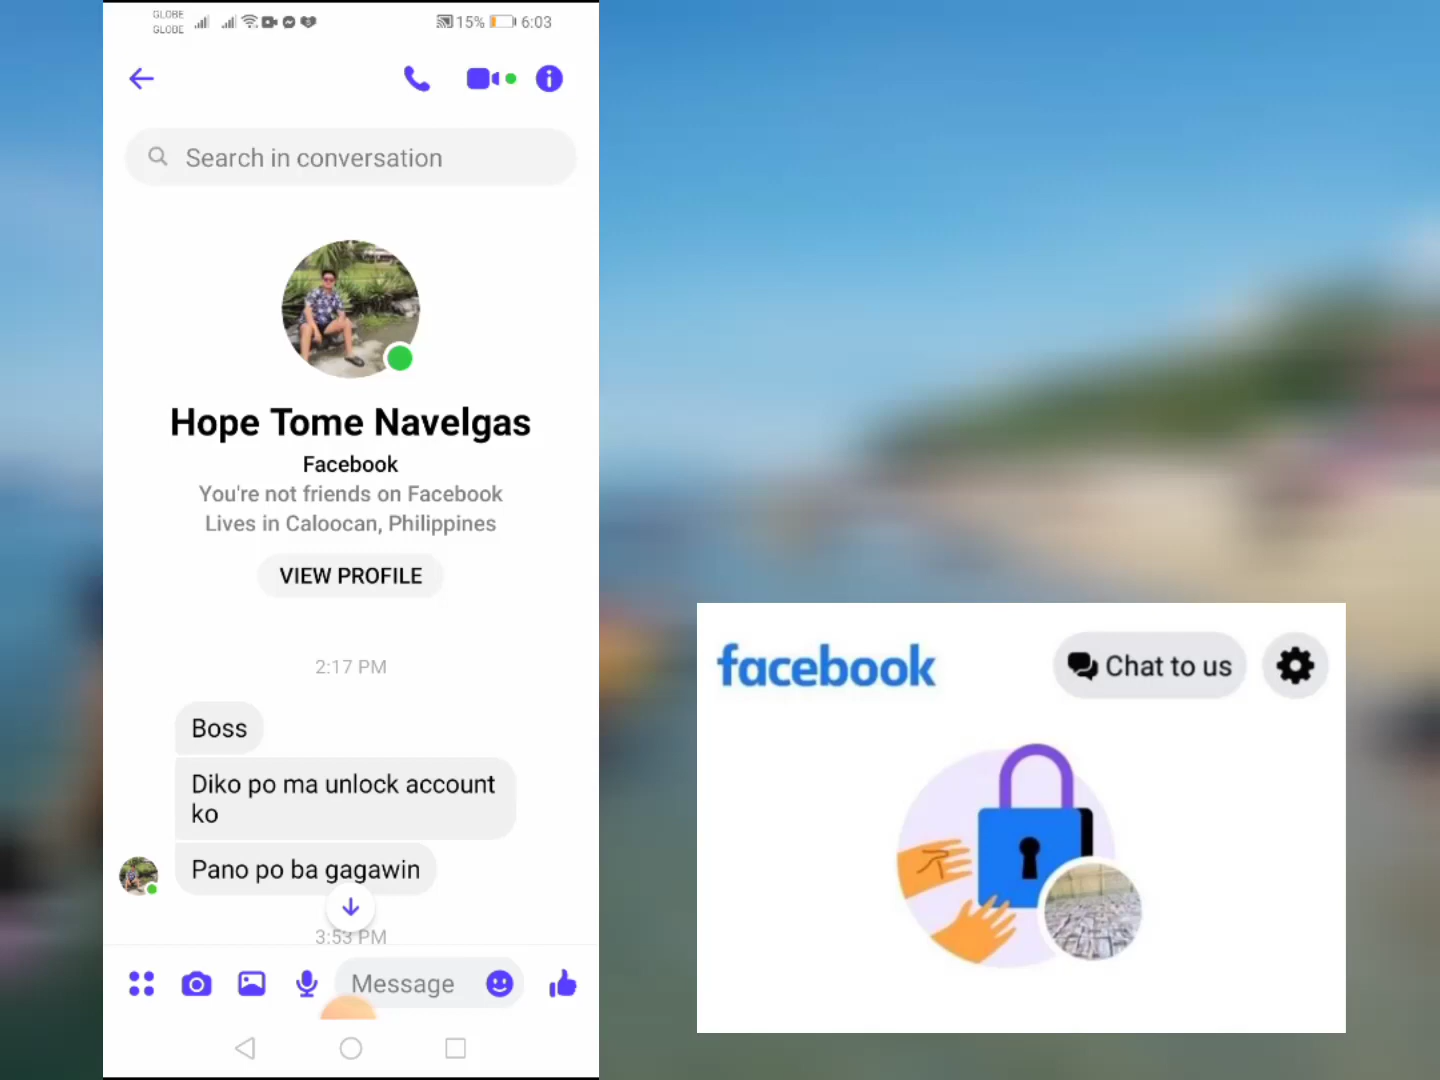 GLOBE
GLOBE
15%
6:03
Search in conversation
Hope Tome Navelgas
Facebook
You're not friends on Facebook
Lives in Caloocan, Philippines
VIEW PROFILE
2:17 PM
Boss
Diko po ma unlock account
ko
Pano po ba gagawin
3:53 PM
Message
facebook
Chat to us